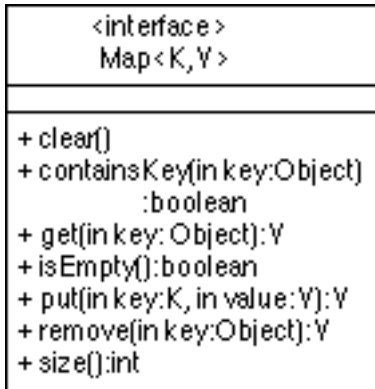 <interface>
Map<K,V>
+ clear()
+ containsKey(in key:Object)
:boolean
+ get(in key: Object):V
+ isEmpty():boolean
+ put(in key:K, in value:V):V
+ remove(in key:Object):V
+ size():int